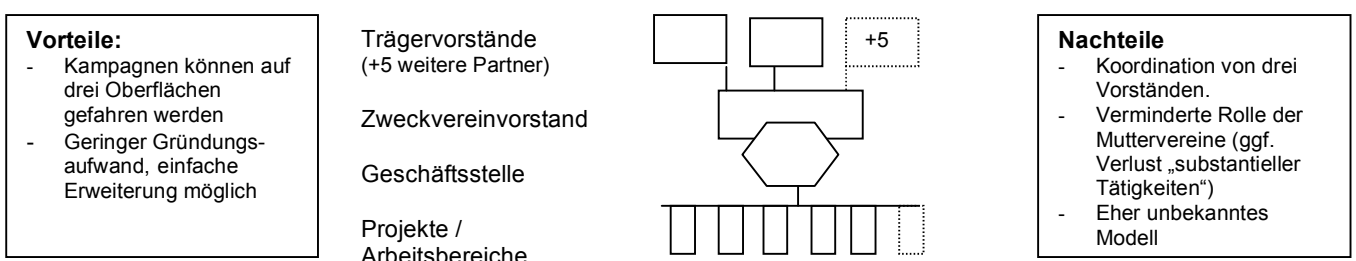 Vorteile:
- Kampagnen können auf
drei Oberflächen
gefahren werden
- Geringer Gründungs-
aufwand, einfache
Erweiterung möglich
Trägervorstände
(+5 weitere Partner)
Zweckvereinvorstand
Geschäftsstelle
Projekte /
Arbeitsbereiche
+5
Nachteile
- Koordination von drei
Vorständen.
- Verminderte Rolle der
Muttervereine (ggf.
Verlust „substantieller
Tätigkeiten“)
- Eher unbekanntes
Modell